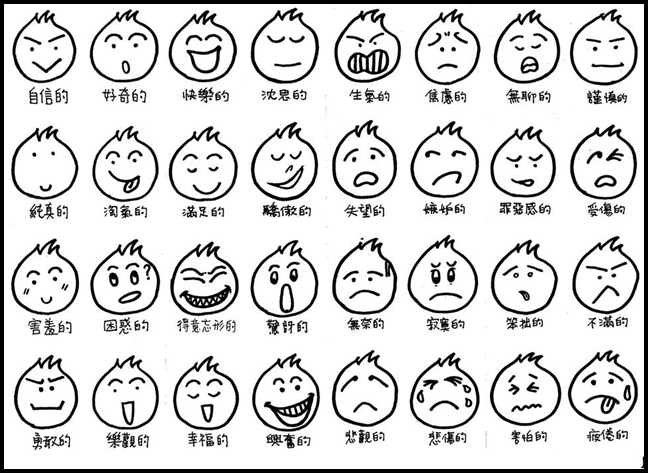 自信的 好奇的 快樂的 沈思的 生氣的 焦慮的 無聊的 謹慎的
純真的 淘氣的 滿足的 驕傲的 失望的 嫉妒的 罪惡感的 受傷的
害羞的 困惑的 得意忘形的 驚訝的 無奈的 寂寞的 笨拙的 不滿的
勇敢的 樂觀的 幸福的 興奮的 悲觀的 悲傷的 害怕的 疲倦的